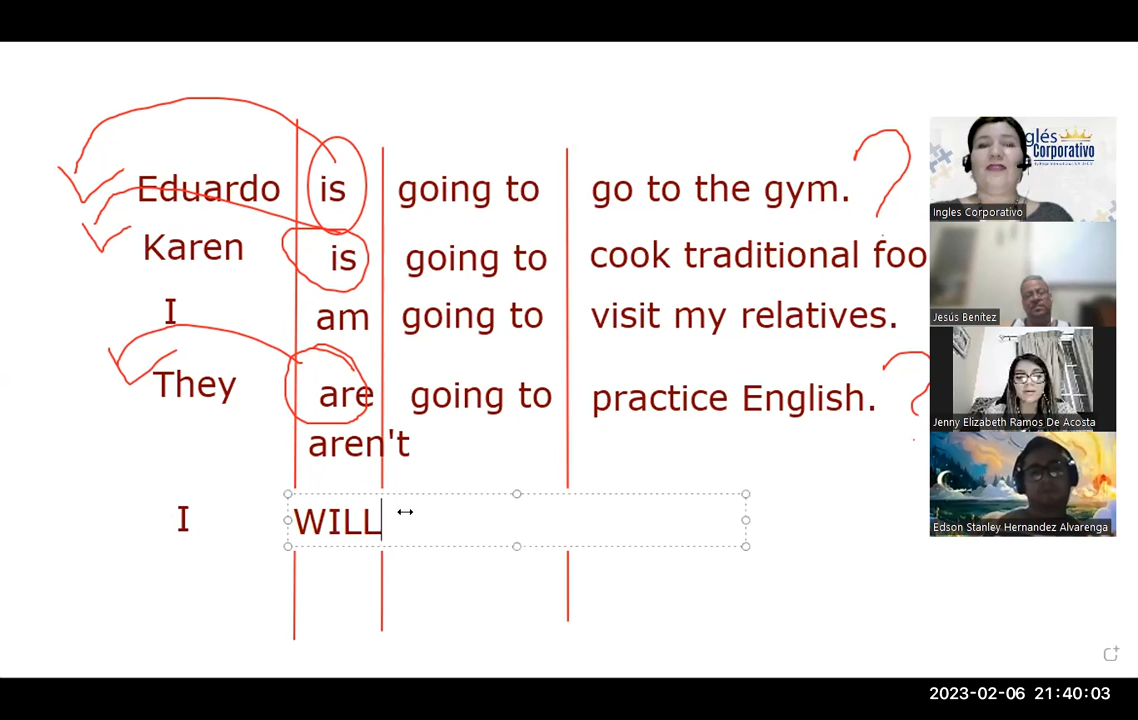 Eduardo is going to go to the gym.
Karen is going to cook traditional foo
I am going to visit my relatives.
They are going to practice English.
aren't
I WILL
glés
Corporativo
Ingles Corporativo
Jesús Benítez
Jenny Elizabeth Ramos De Acosta
Edson Stanley Hernandez Alvarenga
2023-02-06 21:40:03